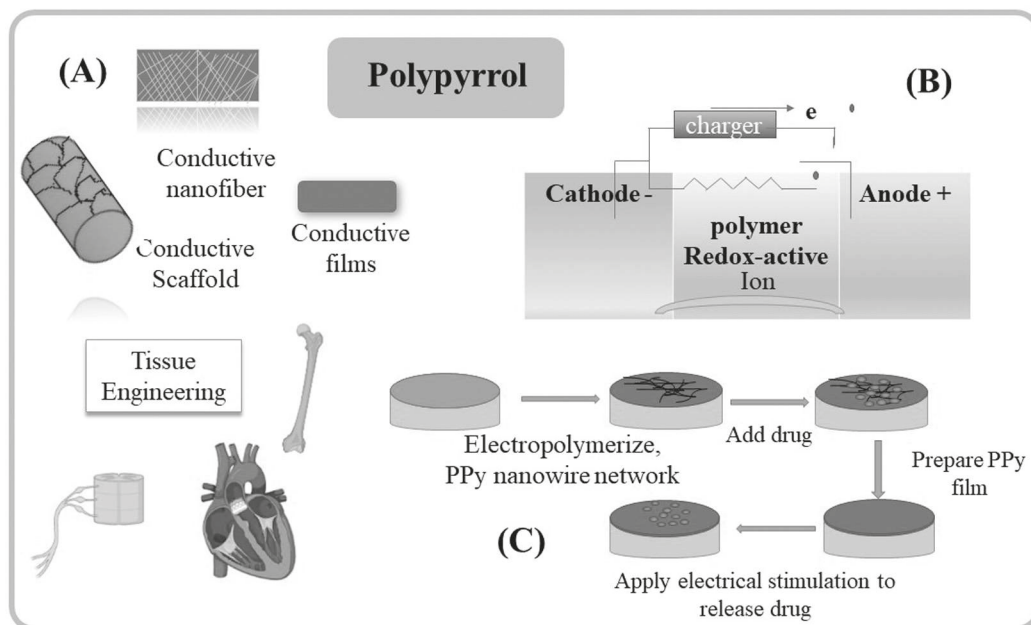 (A)
Polypyrrol
(B)
Conductive
nanofiber
Conductive
Scaffold
Conductive
films
charger
e
Cathode -
Anode +
polymer
Redox-active
Ion
Tissue
Engineering
Electropolymerize,
PPy nanowire network
Add drug
Prepare PPy
film
(C)
Apply electrical stimulation to
release drug